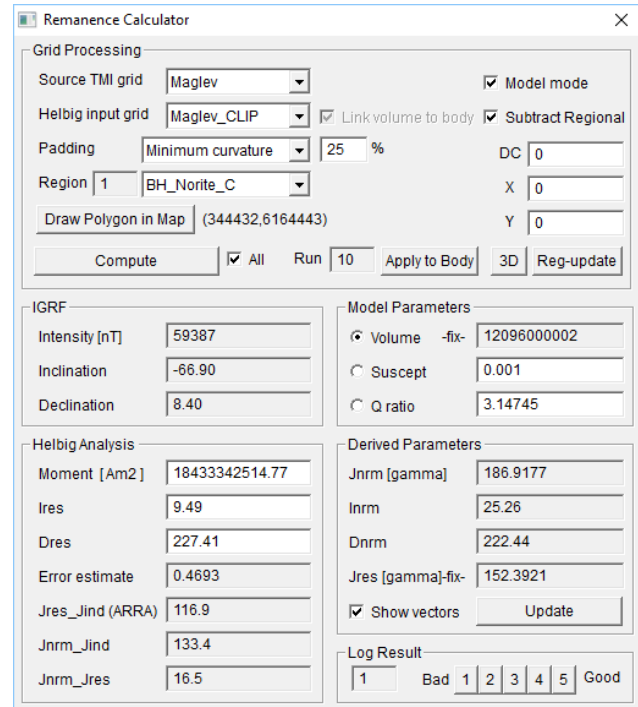 Remanence Calculator
Grid Processing
Source TMI grid Maglev Model mode
Helbig input grid Maglev_CLIP Link volume to body Subtract Regional
Padding Minimum curvature 25 % DC 0
Region 1 BH_Norite_C X 0
Draw Polygon in Map (344432,6164443) Y 0
Compute All Run 10 Apply to Body 3D Reg-update
IGRF
Intensity [nT] 59387
Inclination -66.90
Declination 8.40
Model Parameters
Volume -fix- 12096000002
Suscept 0.001
Q ratio 3.14745
Helbig Analysis
Moment [Am2] 18433342514.77
Ires 9.49
Dres 227.41
Error estimate 0.4693
Jres_Jind (ARRA) 116.9
Jnrm_Jind 133.4
Jnrm_Jres 16.5
Derived Parameters
Jnrm [gamma] 186.9177
Inrm 25.26
Dnrm 222.44
Jres [gamma]-fix- 152.3921
Show vectors Update
Log Result
1 Bad 1 2 3 4 5 Good